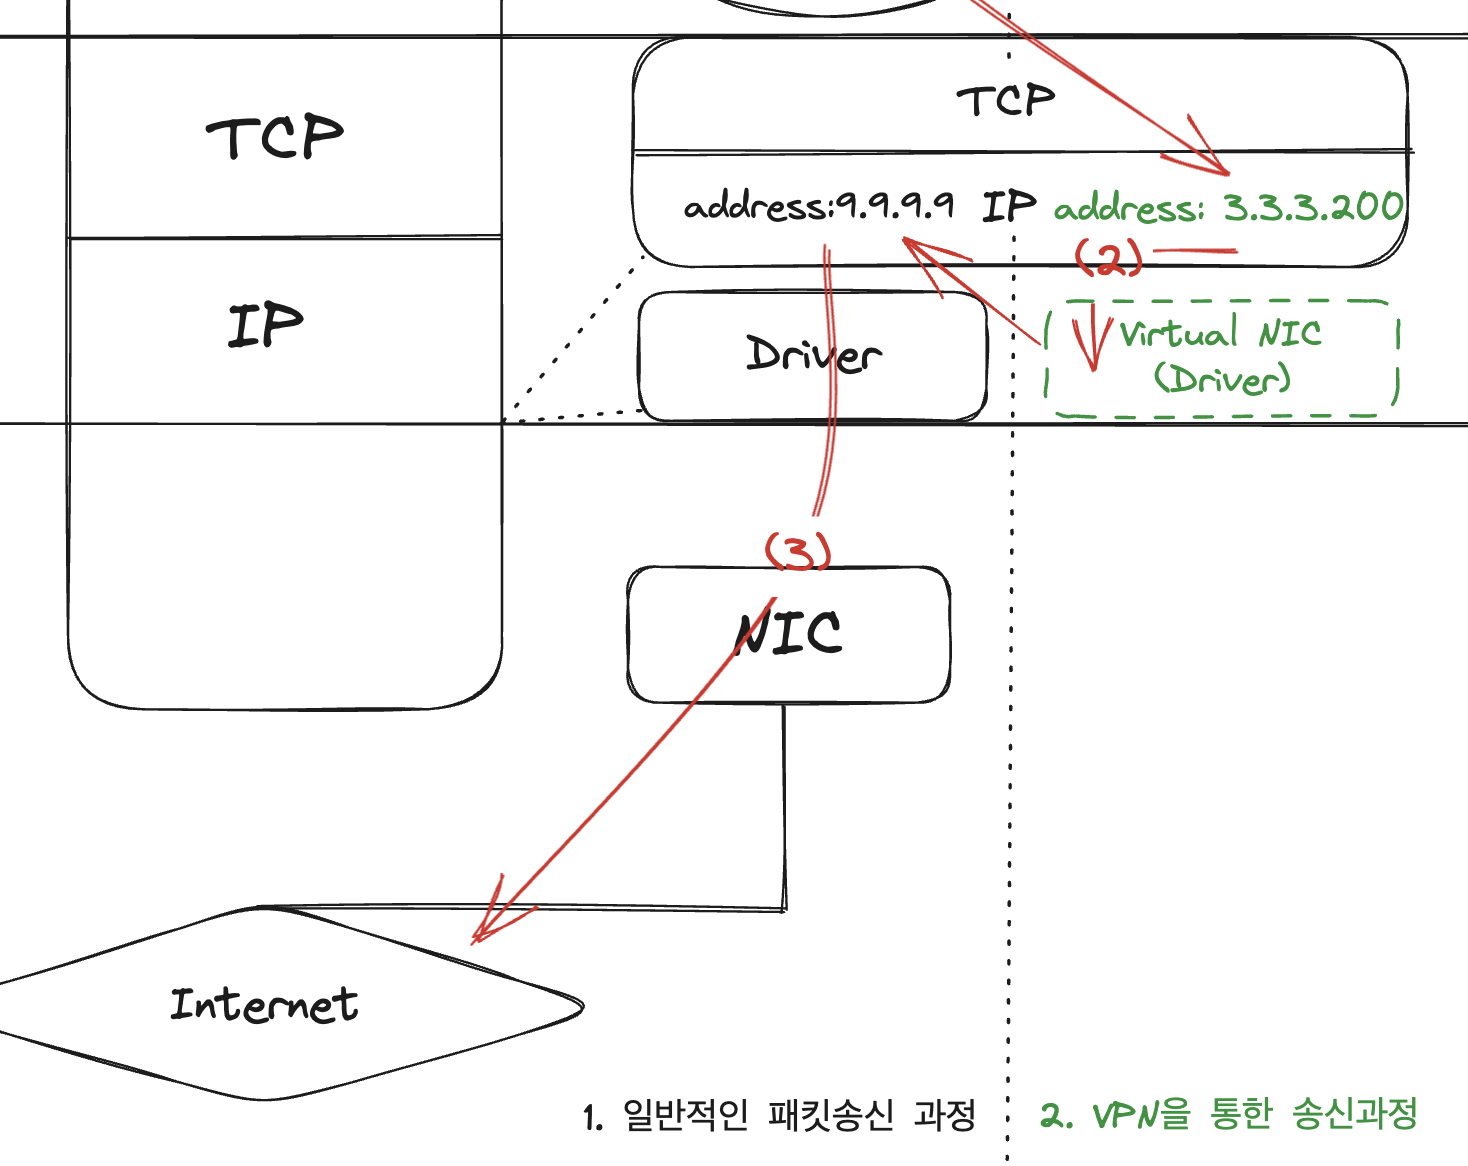 TCP
TCP
address:9.9.9.9 IP address: 3.3.3.200
(2)
IP
Driver
Virtual NIC
(Driver)
(3)
NIC
Internet
1. 일반적인 패킷송신 과정
2. VPN을 통한 송신과정